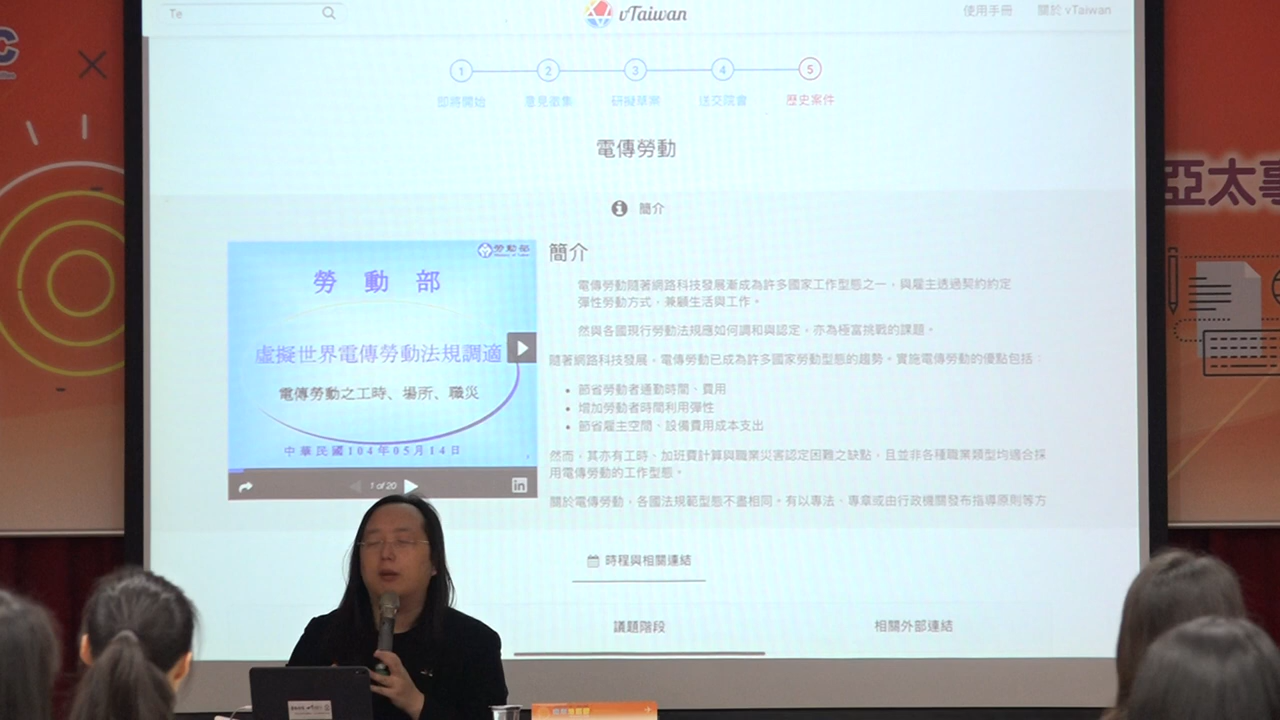 Te
vTaiwan
使用手冊
關於 vTaiwan
1
2
3
4
5
即將開始
意見徵集
研擬草案
送交院會
歷史案件
電傳勞動
簡介
勞動部
勞動部
虛擬世界電傳勞動法規調適
電傳勞動之工時、場所、職災
中華民國104年05月14日
1 of 20
in
簡介
電傳勞動隨著網路科技發展漸成為許多國家工作型態之一，與雇主透過契約約定
彈性勞動方式，兼顧生活與工作。
然與各國現行勞動法規應如何調和與認定，亦為極富挑戰的課題。
隨著網路科技發展，電傳勞動已成為許多國家勞動型態的趨勢。實施電傳勞動的優點包括：
節省勞動者通勤時間、費用
增加勞動者時間利用彈性
節省雇主空間、設備費用成本支出
然而，其亦有工時、加班費計算與職業災害認定困難之缺點，且並非各種職業類型均適合採
用電傳勞動的工作型態。
關於電傳勞動，各國法規範型態不盡相同。有以專法、專章或由行政機關發布指導原則等方
時程與相關連結
議題階段
相關外部連結
亞太事